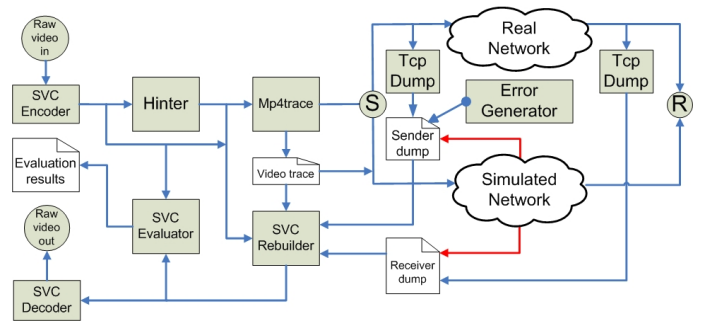 Raw
video
in
SVC
Encoder
Hinter
Mp4trace
S
Real
Network
Tcp
Dump
Tcp
Dump
Error
Generator
R
Sender
dump
Evaluation
results
Video trace
Simulated
Network
Raw
video
out
SVC
Evaluator
SVC
Rebuilder
Receiver
dump
SVC
Decoder